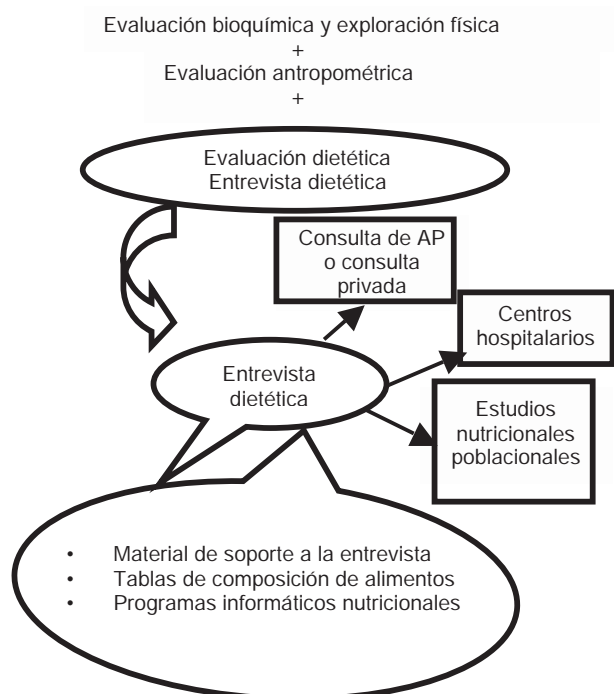 Evaluación bioquímica y exploración física
+
Evaluación antropométrica
+
Evaluación dietética
Entrevista dietética
Consulta de AP
o consulta
privada
Centros
hospitalarios
Entrevista
dietética
Estudios
nutricionales
poblacionales
• Material de soporte a la entrevista
• Tablas de composición de alimentos
• Programas informáticos nutricionales